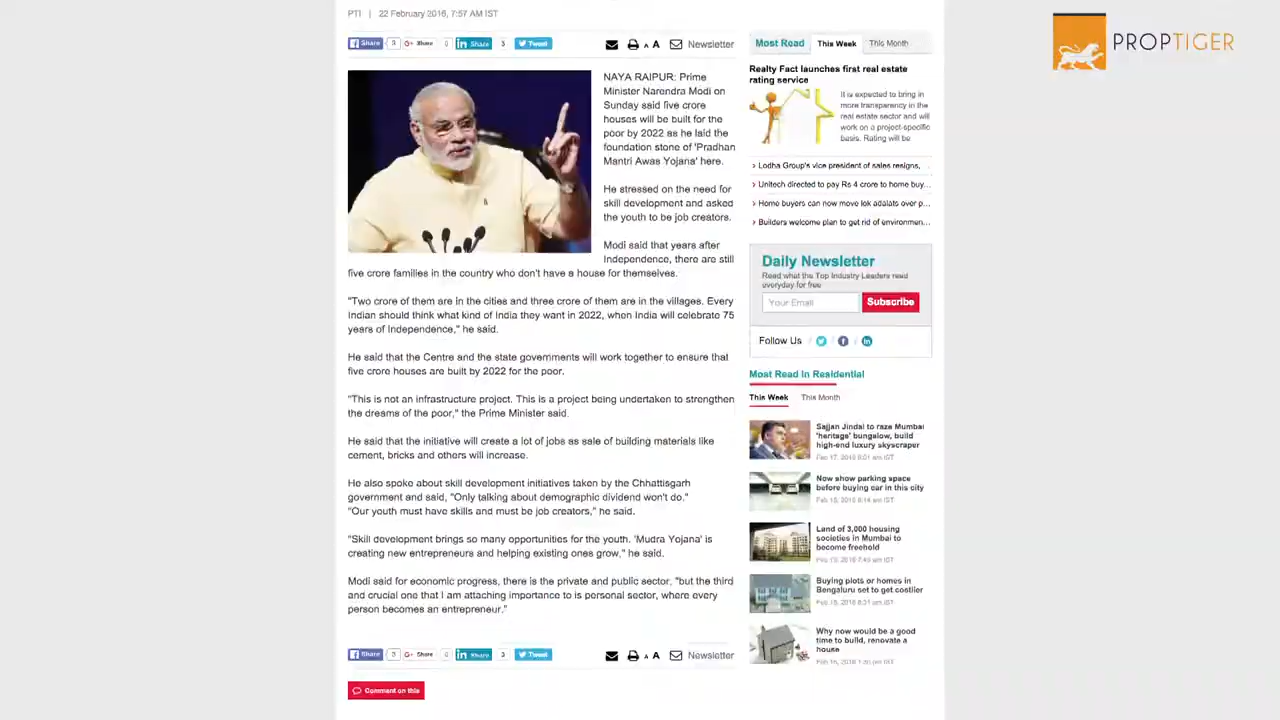 PTI | 22 February 2016, 7:57 AM IST
PROPTIGER
Share 3 Share 0 Share 3 Tweet
A A Newsletter
NAYA RAIPUR: Prime
Minister Narendra Modi on
Sunday said five crore
houses will be built for the
poor by 2022 as he laid the
foundation stone of 'Pradhan
Mantri Awas Yojana' here.
He stressed on the need for
skill development and asked
the youth to be job creators.
Modi said that years after
Independence, there are still
five crore families in the country who don't have a house for themselves.
"Two crore of them are in the cities and three crore of them are in the villages. Every
Indian should think what kind of India they want in 2022, when India will celebrate 75
years of Independence," he said.
He said that the Centre and the state governments will work together to ensure that
five crore houses are built by 2022 for the poor.
"This is not an infrastructure project. This is a project being undertaken to strengthen
the dreams of the poor," the Prime Minister said.
He said that the initiative will create a lot of jobs as sale of building materials like
cement, bricks and others will increase.
He also spoke about skill development initiatives taken by the Chhattisgarh
government and said, "Only talking about demographic dividend won't do."
"Our youth must have skills and must be job creators," he said.
"Skill development brings so many opportunities for the youth. 'Mudra Yojana' is
creating new entrepreneurs and helping existing ones grow," he said.
Modi said for economic progress, there is the private and public sector, "but the third
and crucial one that I am attaching importance to is personal sector, where every
person becomes an entrepreneur."
Share 3 Share 0 Share 3 Tweet
A A Newsletter
Comment on this
Most Read This Week This Month
Realty Fact launches first real estate
rating service
It is expected to bring in
more transparency in the
real estate sector and will
work on a project-specific
basis. Rating will be
Lodha Group's vice president of sales resigns,
Unitech directed to pay Rs 4 crore to home buy...
Home buyers can now move lok adalats over p...
Builders welcome plan to get rid of environmen...
Daily Newsletter
Read what the Top Industry Leaders read
everyday for free
Your Email Subscribe
Follow Us
Most Read In Residential
This Week This Month
Sajjan Jindal to raze Mumbai
'heritage' bungalow, build
high-end luxury skyscraper
Feb 17, 2016 8:01 am IST
Now show parking space
before buying car in this city
Land of 3,000 housing
societies in Mumbai to
become freehold
Buying plots or homes in
Bengaluru set to get costlier
Why now would be a good
time to build, renovate a
house